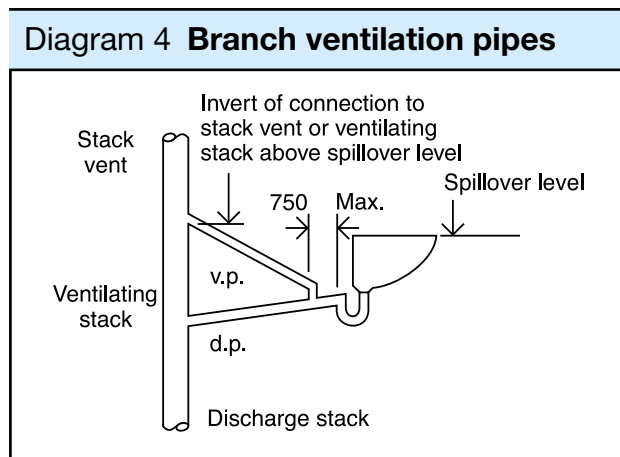 Diagram 4 Branch ventilation pipes
Invert of connection to
stack vent or ventilating
stack above spillover level
Stack
vent
Spillover level
750 Max.
v.p.
Ventilating
stack
d.p.
Discharge stack